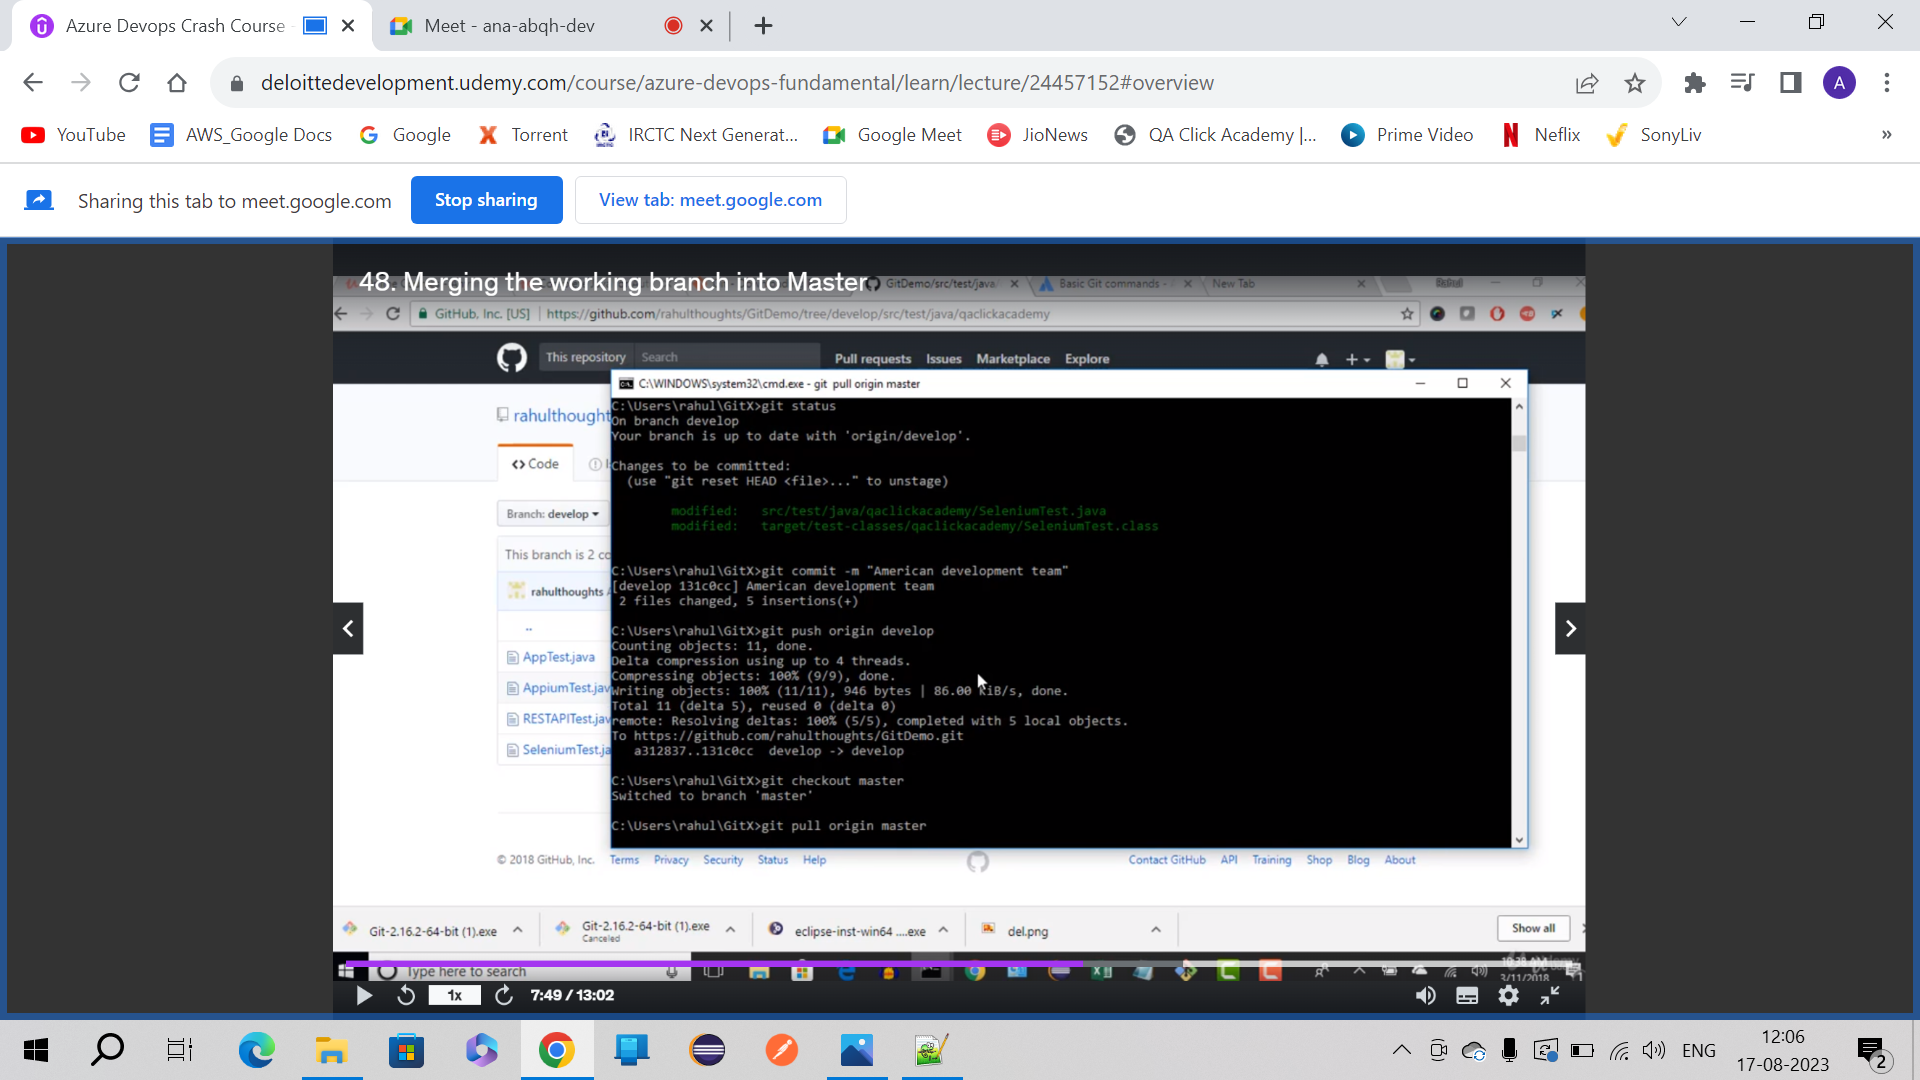 Azure Devops Crash Course
Meet - ana-abqh-dev
deloittedevelopment.udemy.com/course/azure-devops-fundamental/learn/lecture/24457152#overview
A
YouTube
AWS_Google Docs
Google
Torrent
IRCTC Next Generat...
Google Meet
JioNews
QA Click Academy |...
Prime Video
Neflix
SonyLiv
»
Sharing this tab to meet.google.com
Stop sharing
View tab: meet.google.com
48. Merging the working branch into Master
GitDemo/src/test/java
Basic Git commands -
New Tab
GitHub, Inc. [US]
https://github.com/rahulthoughts/GitDemo/tree/develop/src/test/java/qaclickacademy
This repository
Search
Pull requests
Issues
Marketplace
Explore
C:\WINDOWS\system32\cmd.exe - git pull origin master
rahulthought
<> Code
Branch: develop
This branch is 2 co
rahulthoughts
..
AppTest.java
AppiumTest.jav
RESTAPITest.jav
SeleniumTest.ja
C:\Users\rahul\GitX>git status
On branch develop
Your branch is up to date with 'origin/develop'.
Changes to be committed:
(use "git reset HEAD <file>..." to unstage)
modified: src/test/java/qaclickacademy/SeleniumTest.java
modified: target/test-classes/qaclickacademy/SeleniumTest.class
C:\Users\rahul\GitX>git commit -m "American development team"
[develop 131c0cc] American development team
2 files changed, 5 insertions(+)
C:\Users\rahul\GitX>git push origin develop
Counting objects: 11, done.
Delta compression using up to 4 threads.
Compressing objects: 100% (9/9), done.
Writing objects: 100% (11/11), 946 bytes | 86.00 KiB/s, done.
Total 11 (delta 5), reused 0 (delta 0)
remote: Resolving deltas: 100% (5/5), completed with 5 local objects.
To https://github.com/rahulthoughts/GitDemo.git
a312837..131c0cc develop -> develop
C:\Users\rahul\GitX>git checkout master
Switched to branch 'master'
C:\Users\rahul\GitX>git pull origin master
© 2018 GitHub, Inc.
Terms
Privacy
Security
Status
Help
Contact GitHub
API
Training
Shop
Blog
About
Git-2.16.2-64-bit (1).exe
Git-2.16.2-64-bit (1).exe
Canceled
eclipse-inst-win64 ....exe
del.png
Show all
Type here to search
3/11/2018
1x
7:49 / 13:02
ENG
12:06
17-08-2023
2